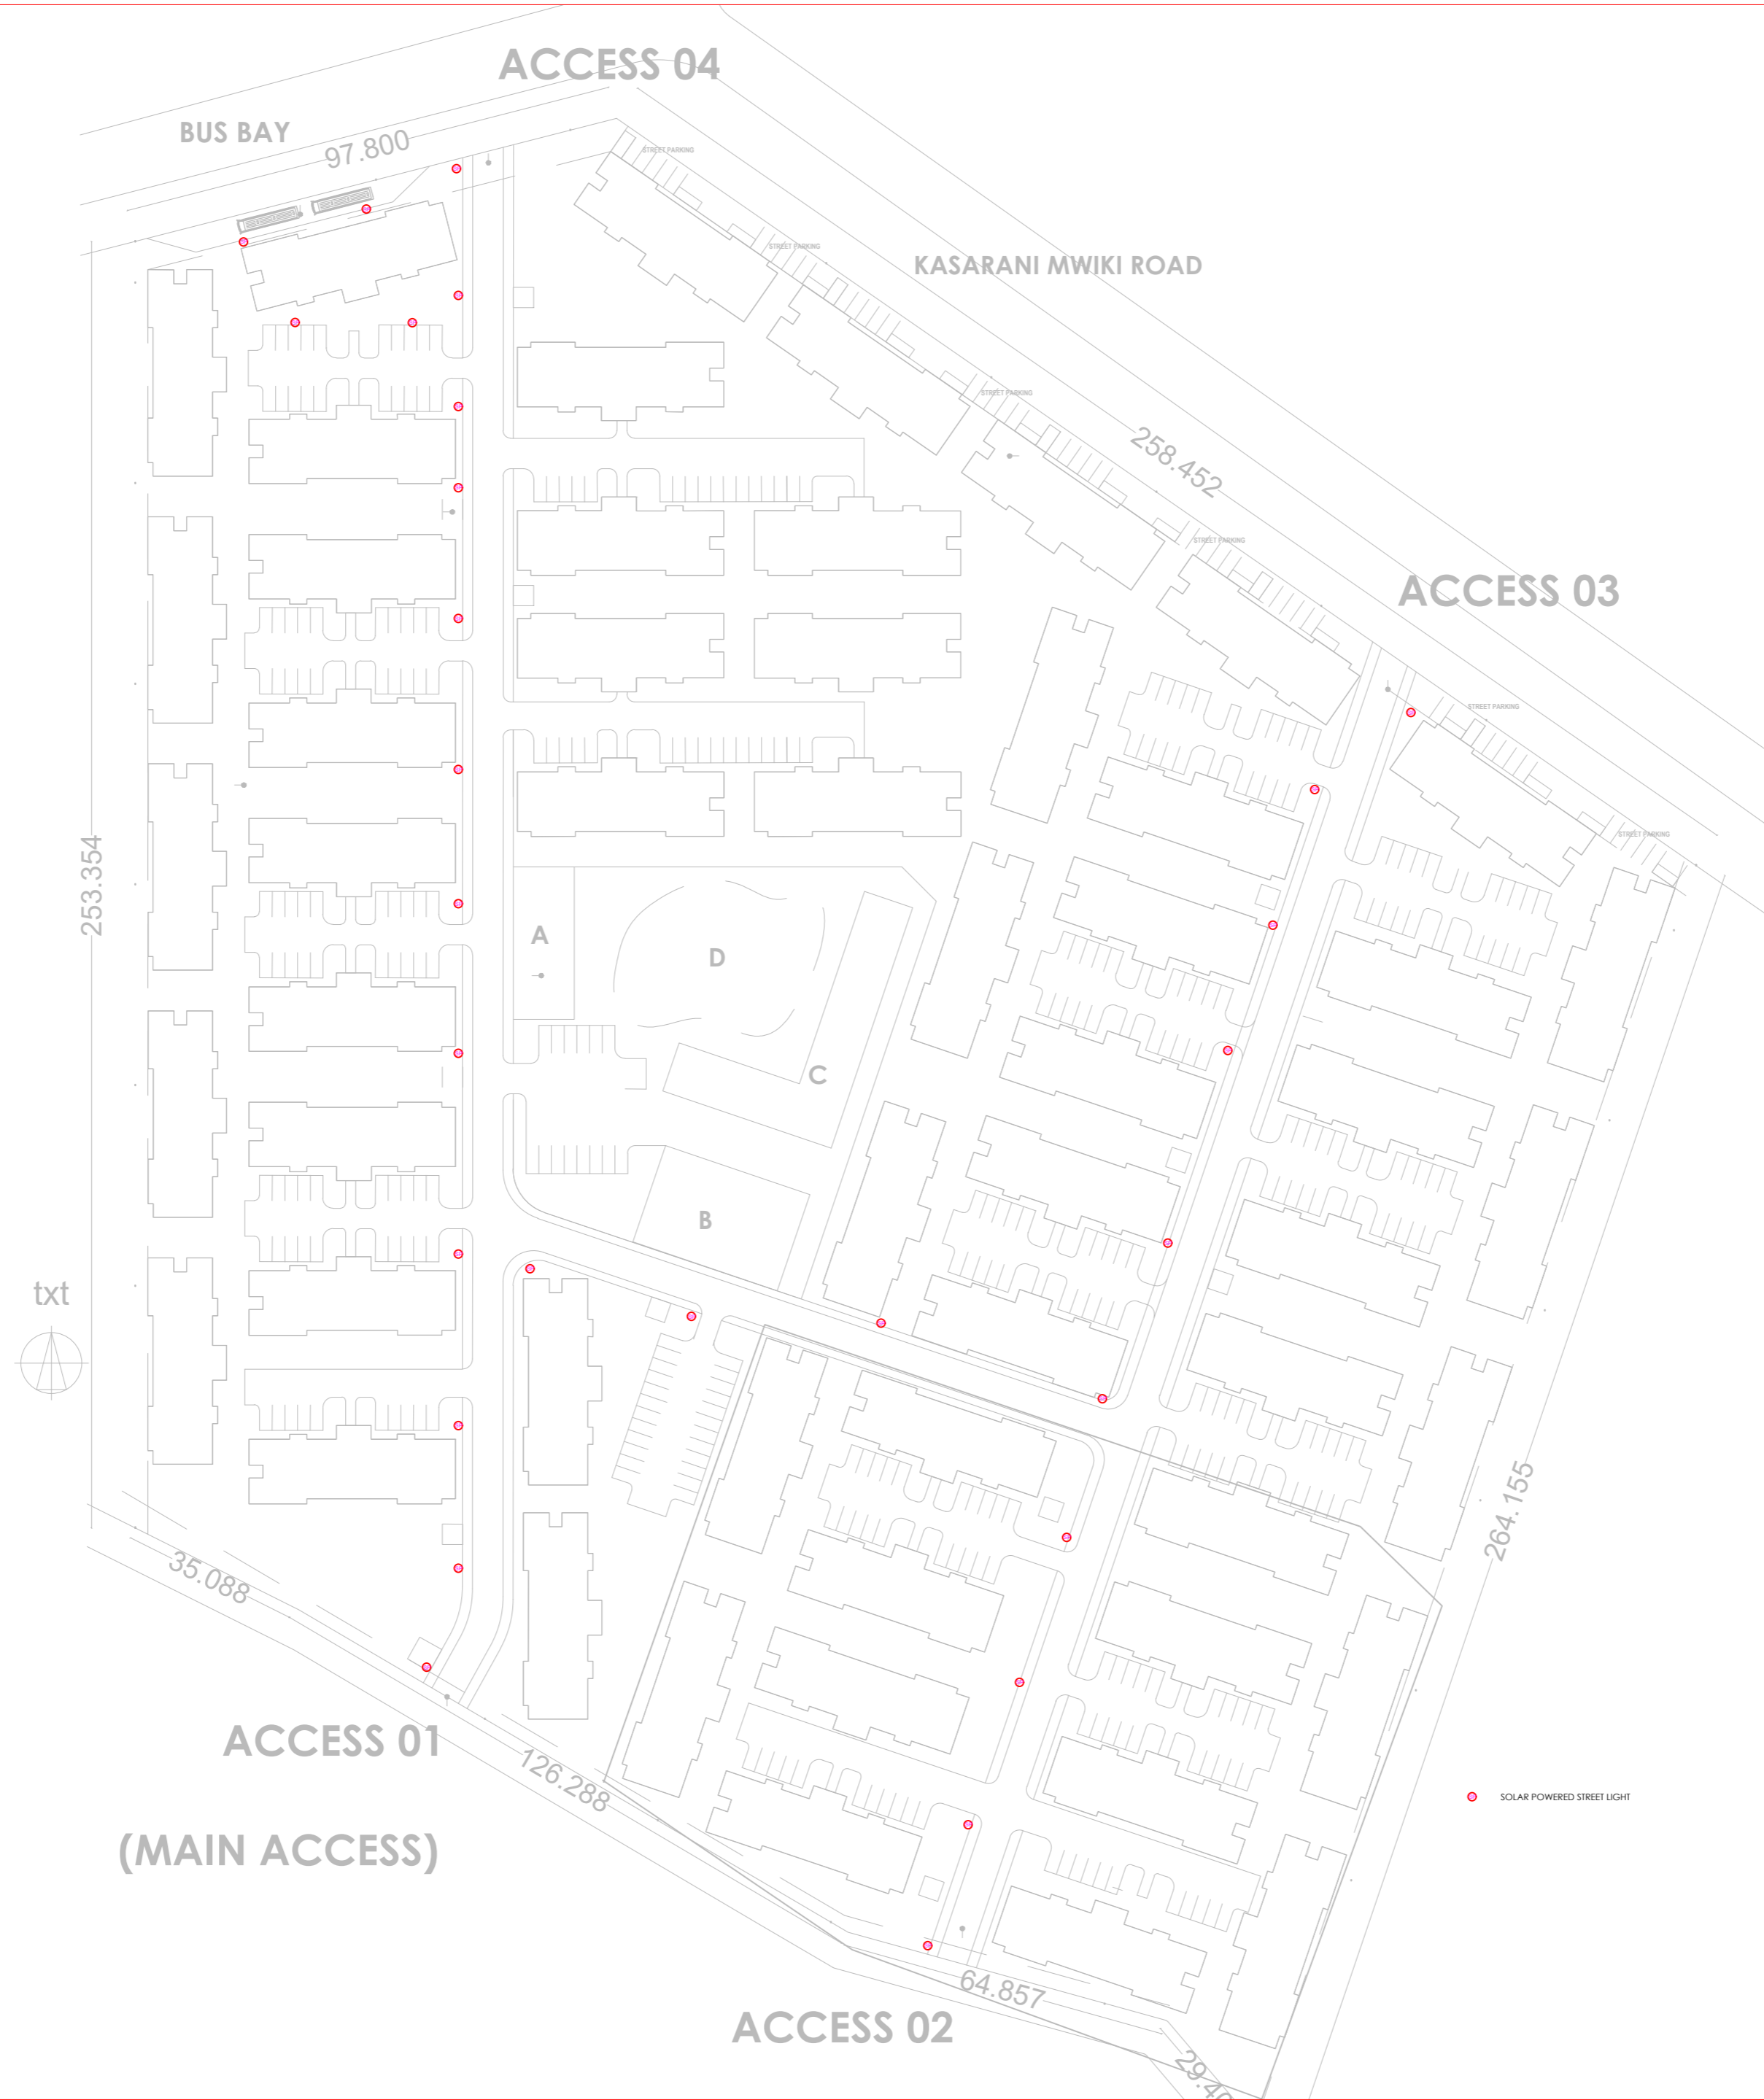 ACCESS 04
BUS BAY
97.800
STREET PARKING
STREET PARKING
KASARANI MWIKI ROAD
STREET PARKING
258.452
STREET PARKING
ACCESS 03
STREET PARKING
STREET PARKING
253.354
A
D
C
B
txt
264.155
35.088
ACCESS 01
126.288
(MAIN ACCESS)
SOLAR POWERED STREET LIGHT
64.857
ACCESS 02